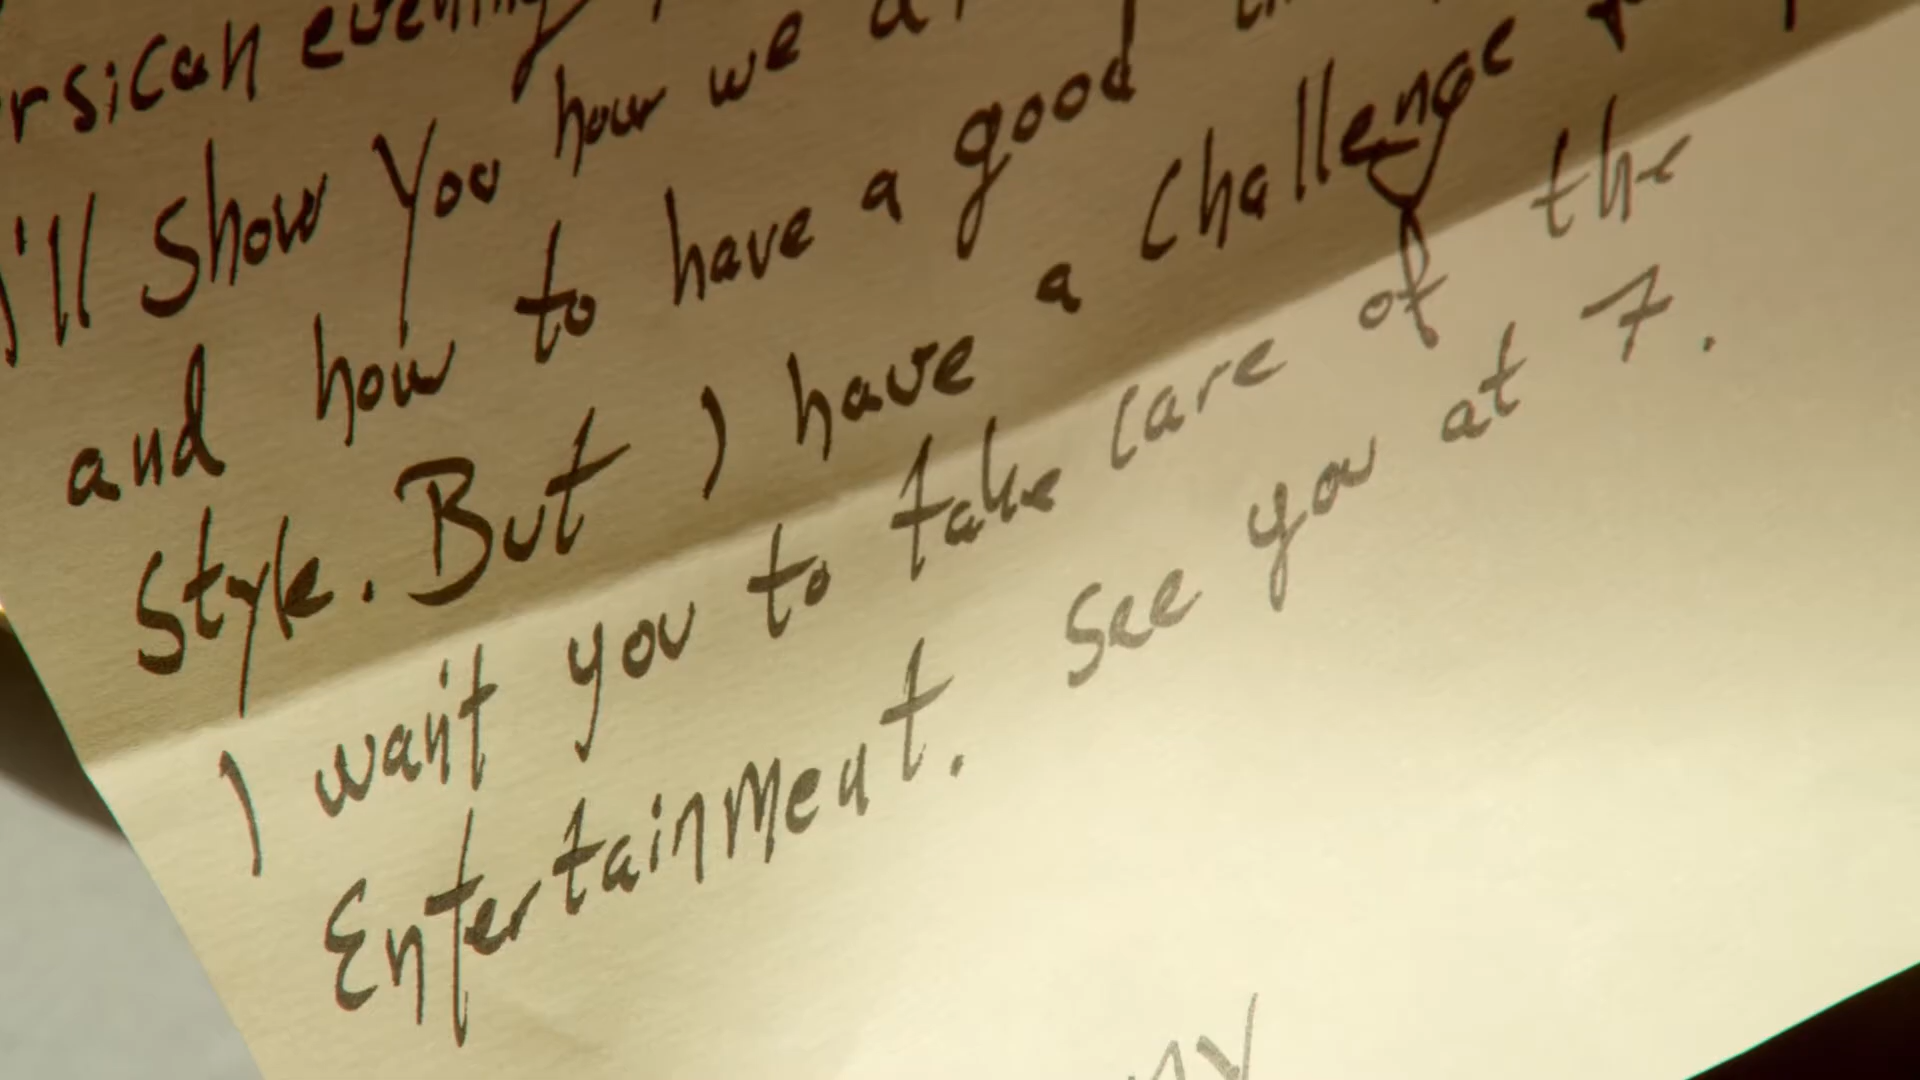 rsican evening
I'll show you how we
and how to have a good
Style. But I have a challenge
I want you to take care of the
Entertainment. See you at 7.
ny